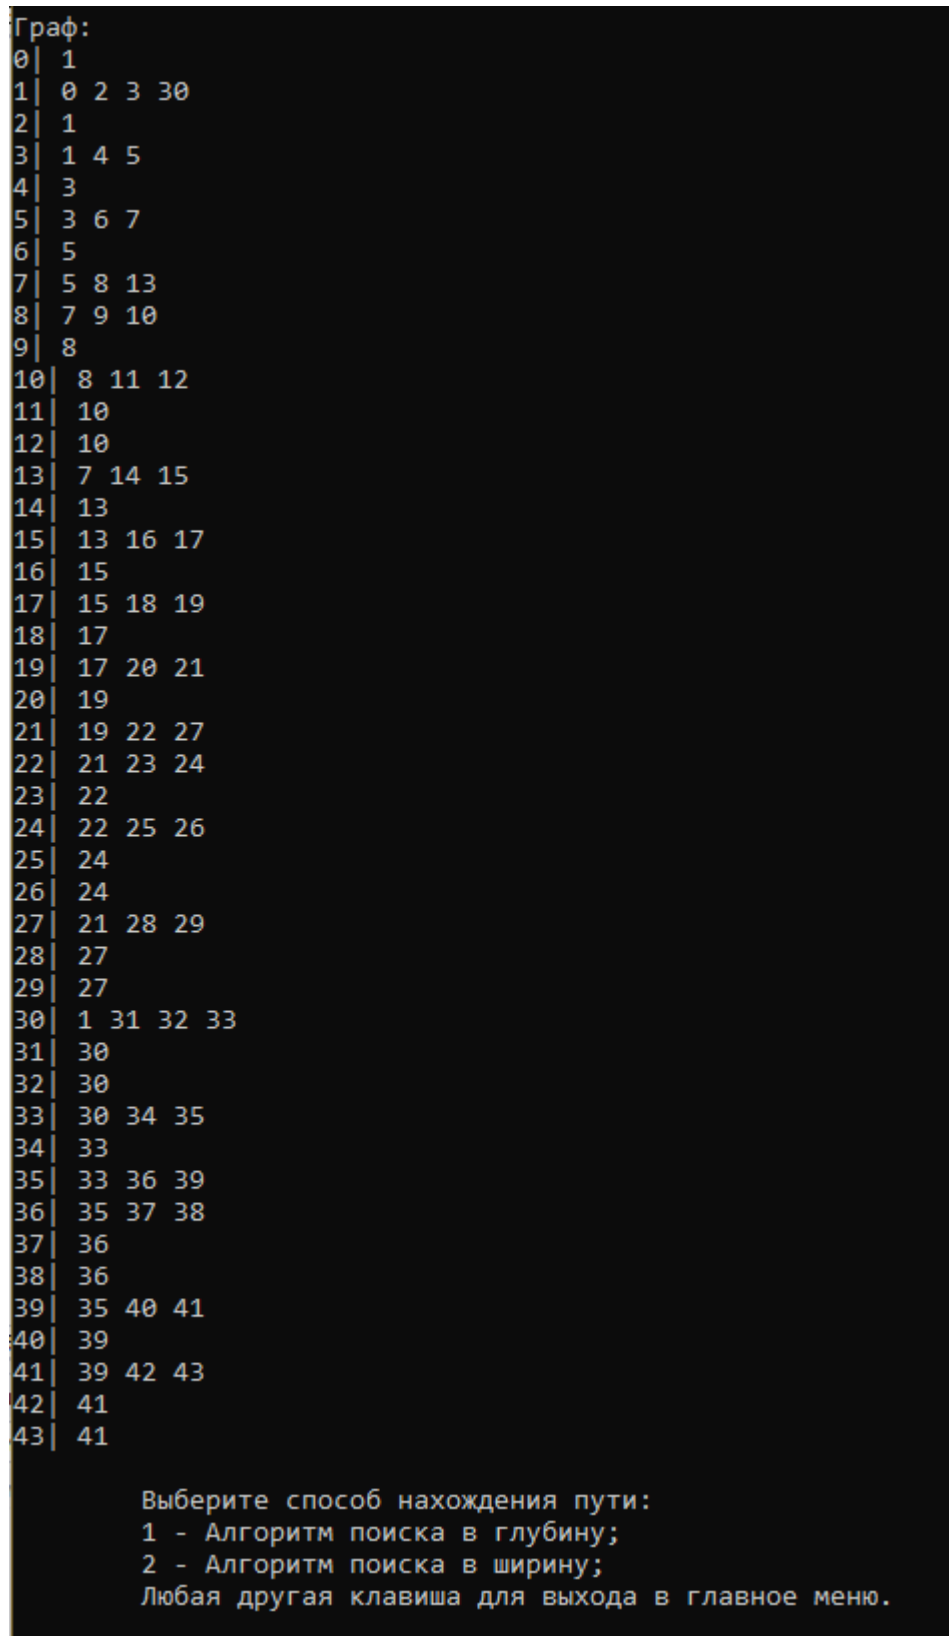 Граф:
0| 1
1| 0 2 3 30
2| 1
3| 1 4 5
4| 3
5| 3 6 7
6| 5
7| 5 8 13
8| 7 9 10
9| 8
10| 8 11 12
11| 10
12| 10
13| 7 14 15
14| 13
15| 13 16 17
16| 15
17| 15 18 19
18| 17
19| 17 20 21
20| 19
21| 19 22 27
22| 21 23 24
23| 22
24| 22 25 26
25| 24
26| 24
27| 21 28 29
28| 27
29| 27
30| 1 31 32 33
31| 30
32| 30
33| 30 34 35
34| 33
35| 33 36 39
36| 35 37 38
37| 36
38| 36
39| 35 40 41
40| 39
41| 39 42 43
42| 41
43| 41
Выберите способ нахождения пути:
1 - Алгоритм поиска в глубину;
2 - Алгоритм поиска в ширину;
Любая другая клавиша для выхода в главное меню.